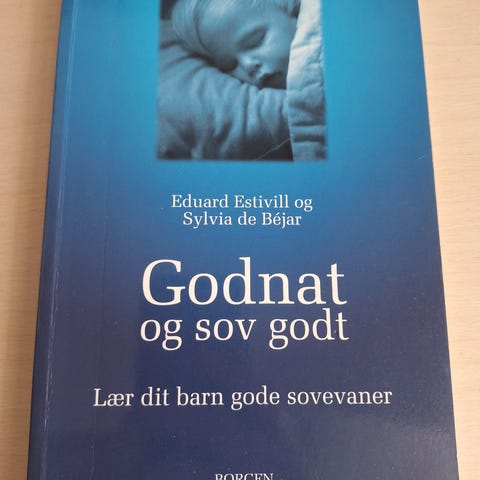 Eduard Estivill og
Sylvia de Béjar
Godnat
og sov godt
Lær dit barn gode sovevaner
BORGEN